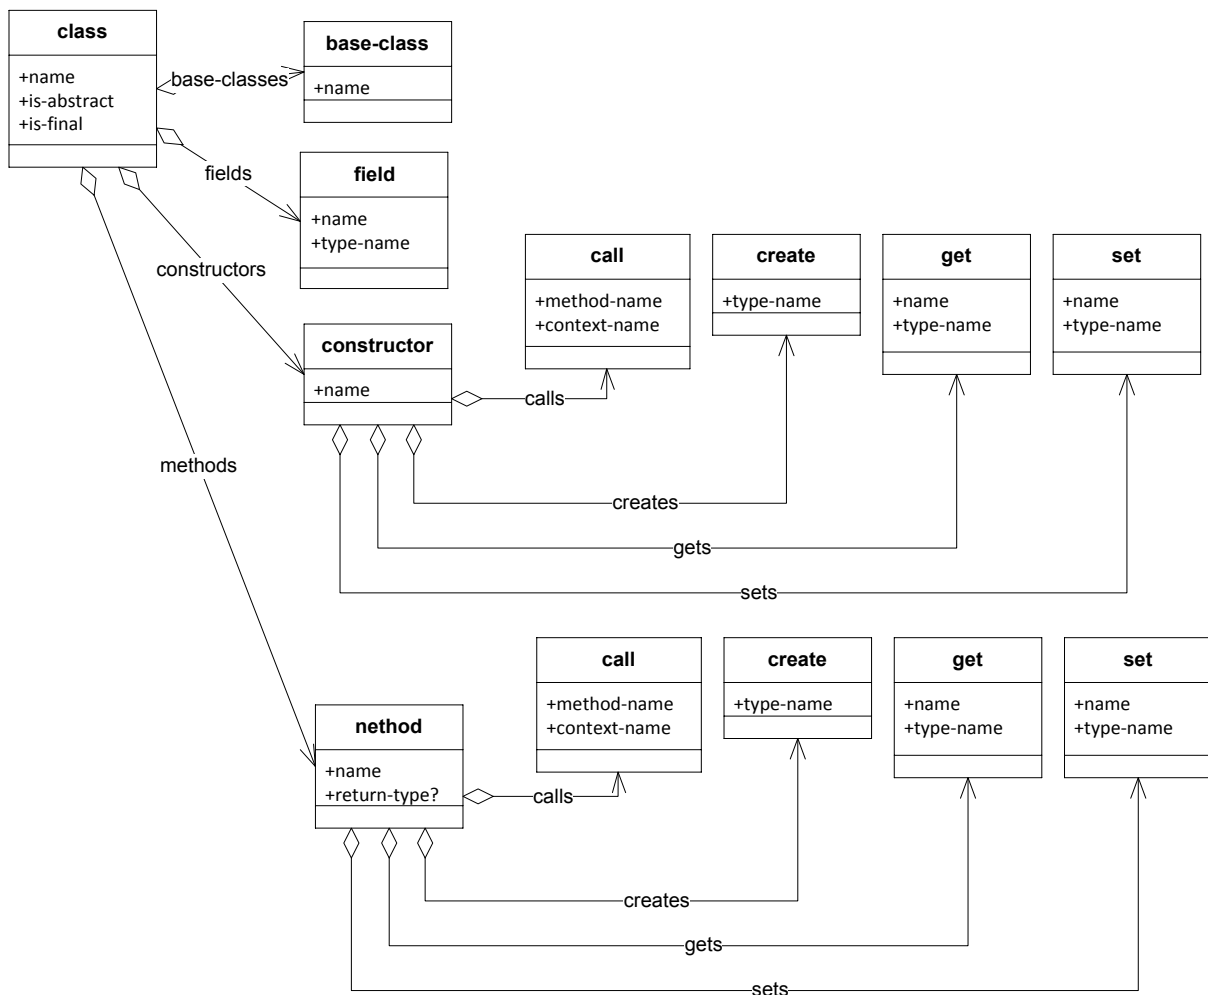 class
+name
+is-abstract
+is-final
base-classes
base-class
+name
fields
field
+name
+type-name
constructors
constructor
+name
calls
call
+method-name
+context-name
create
+type-name
get
+name
+type-name
set
+name
+type-name
creates
gets
sets
methods
nethod
+name
+return-type?
calls
call
+method-name
+context-name
create
+type-name
get
+name
+type-name
set
+name
+type-name
creates
gets
sets